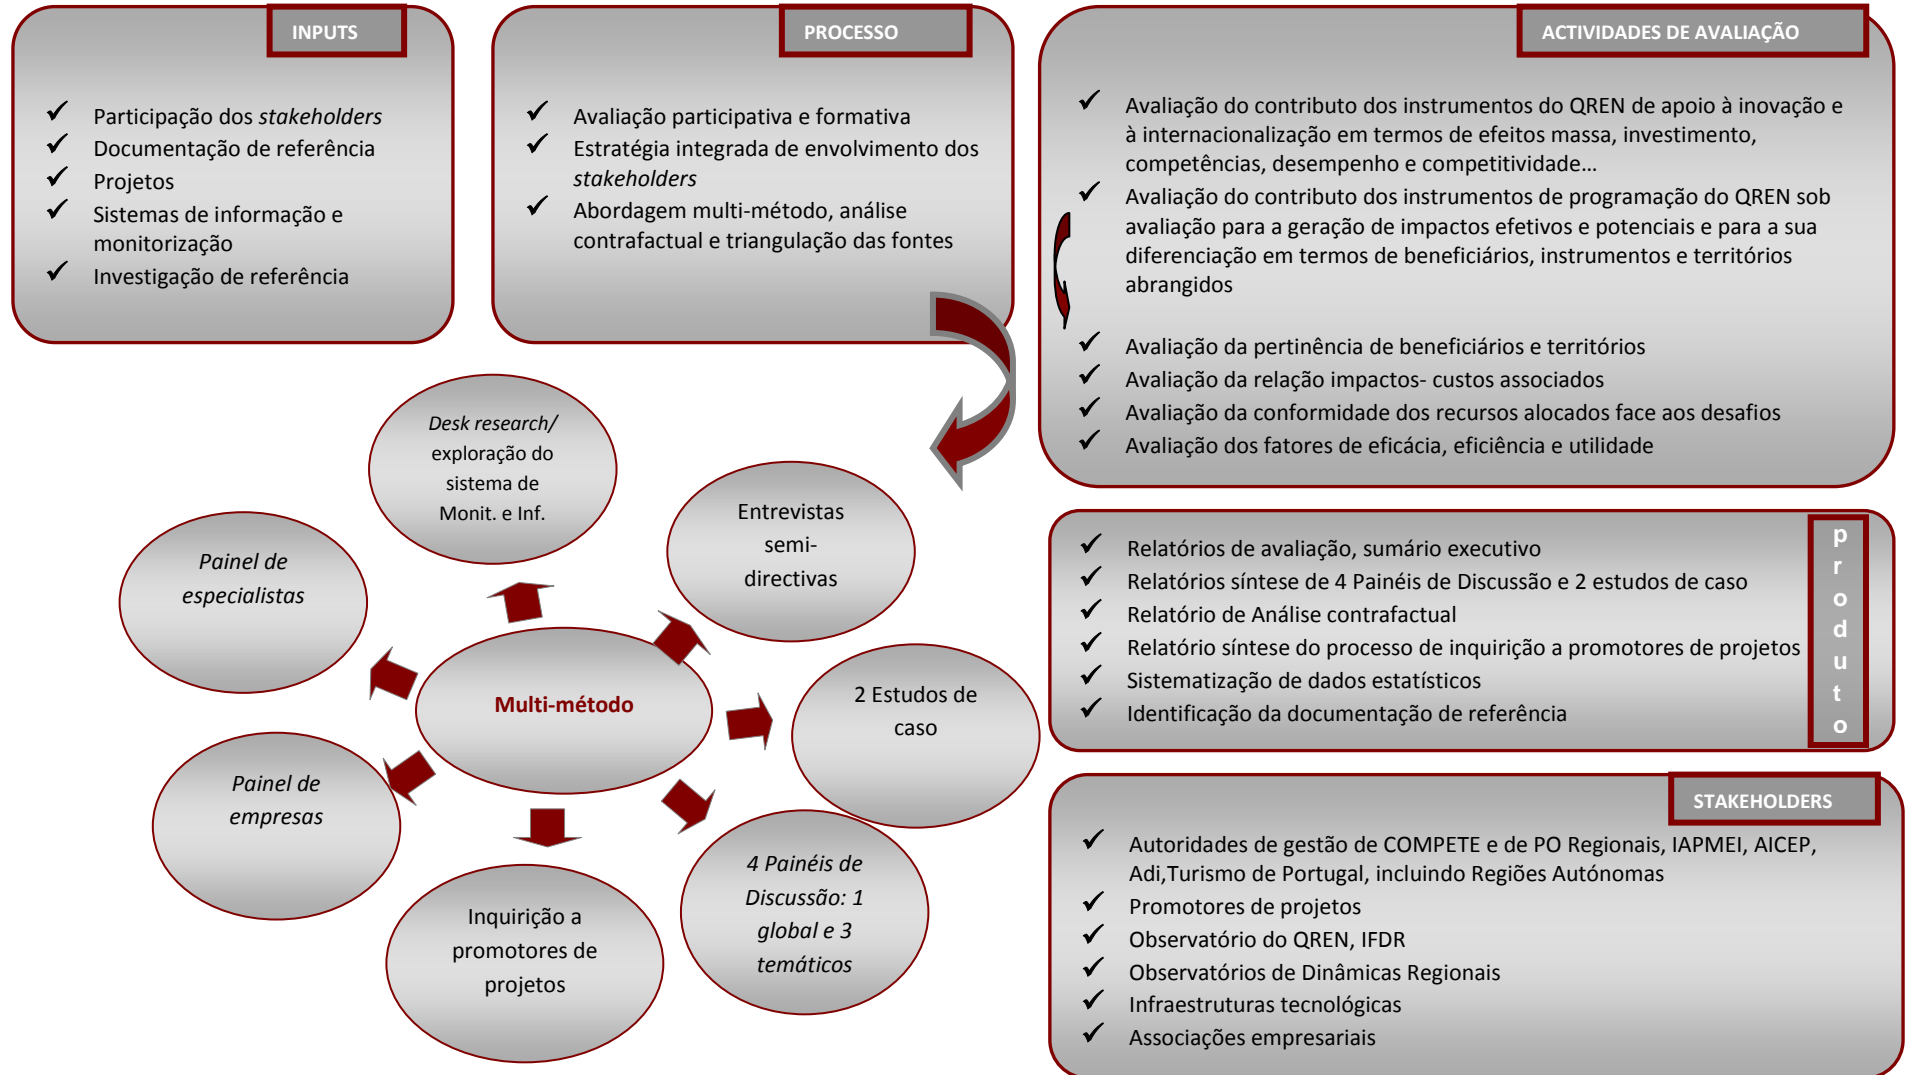 INPUTS
Participação dos stakeholders
Documentação de referência
Projetos
Sistemas de informação e
monitorização
Investigação de referência
PROCESSO
Avaliação participativa e formativa
Estratégia integrada de envolvimento dos
stakeholders
Abordagem multi-método, análise
contrafactual e triangulação das fontes
ACTIVIDADES DE AVALIAÇÃO
Avaliação do contributo dos instrumentos do QREN de apoio à inovação e
à internacionalização em termos de efeitos massa, investimento,
competências, desempenho e competitividade…
Avaliação do contributo dos instrumentos de programação do QREN sob
avaliação para a geração de impactos efetivos e potenciais e para a sua
diferenciação em termos de beneficiários, instrumentos e territórios
abrangidos
Avaliação da pertinência de beneficiários e territórios
Avaliação da relação impactos- custos associados
Avaliação da conformidade dos recursos alocados face aos desafios
Avaliação dos fatores de eficácia, eficiência e utilidade
Desk research/
exploração do
sistema de
Monit. e Inf.
Entrevistas
semi-
directivas
Painel de
especialistas
Multi-método
2 Estudos de
caso
Painel de
empresas
4 Painéis de
Discussão: 1
global e 3
temáticos
Inquirição a
promotores de
projetos
produto
Relatórios de avaliação, sumário executivo
Relatórios síntese de 4 Painéis de Discussão e 2 estudos de caso
Relatório de Análise contrafactual
Relatório síntese do processo de inquirição a promotores de projetos
Sistematização de dados estatísticos
Identificação da documentação de referência
STAKEHOLDERS
Autoridades de gestão de COMPETE e de PO Regionais, IAPMEI, AICEP,
Adi,Turismo de Portugal, incluindo Regiões Autónomas
Promotores de projetos
Observatório do QREN, IFDR
Observatórios de Dinâmicas Regionais
Infraestruturas tecnológicas
Associações empresariais